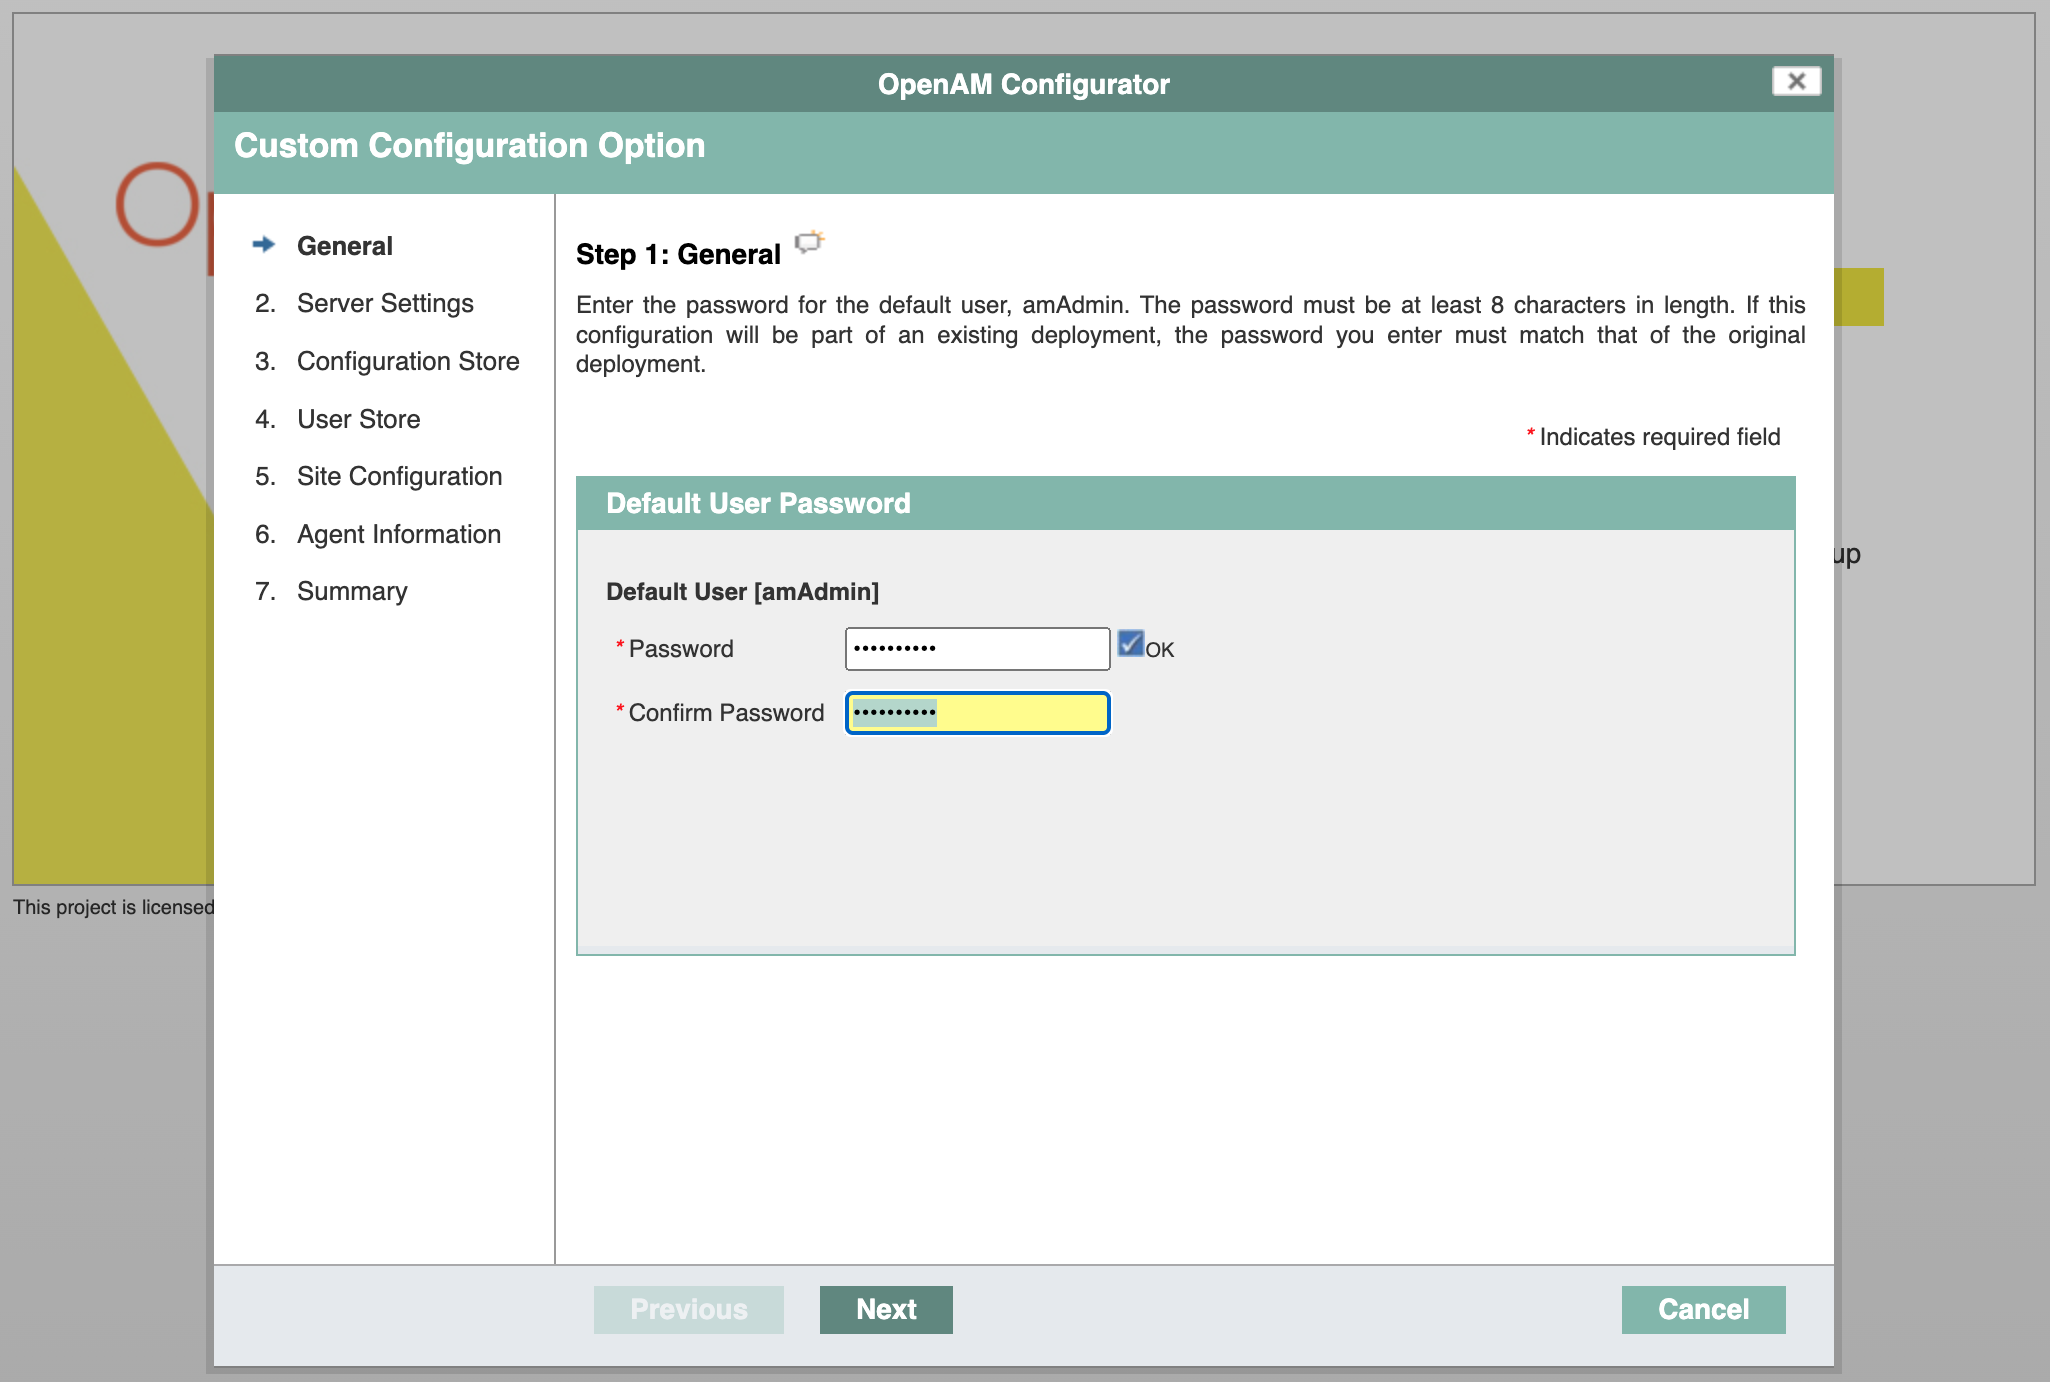 OpenAM Configurator
Custom Configuration Option
Op
General
2. Server Settings
3. Configuration Store
4. User Store
5. Site Configuration
6. Agent Information
7. Summary
Step 1: General
Enter the password for the default user, amAdmin. The password must be at least 8 characters in length. If this
configuration will be part of an existing deployment, the password you enter must match that of the original
deployment.
* Indicates required field
Default User Password
Default User [amAdmin]
* Password •••••••••• OK
* Confirm Password ••••••••••
up
This project is licensed
Previous
Next
Cancel